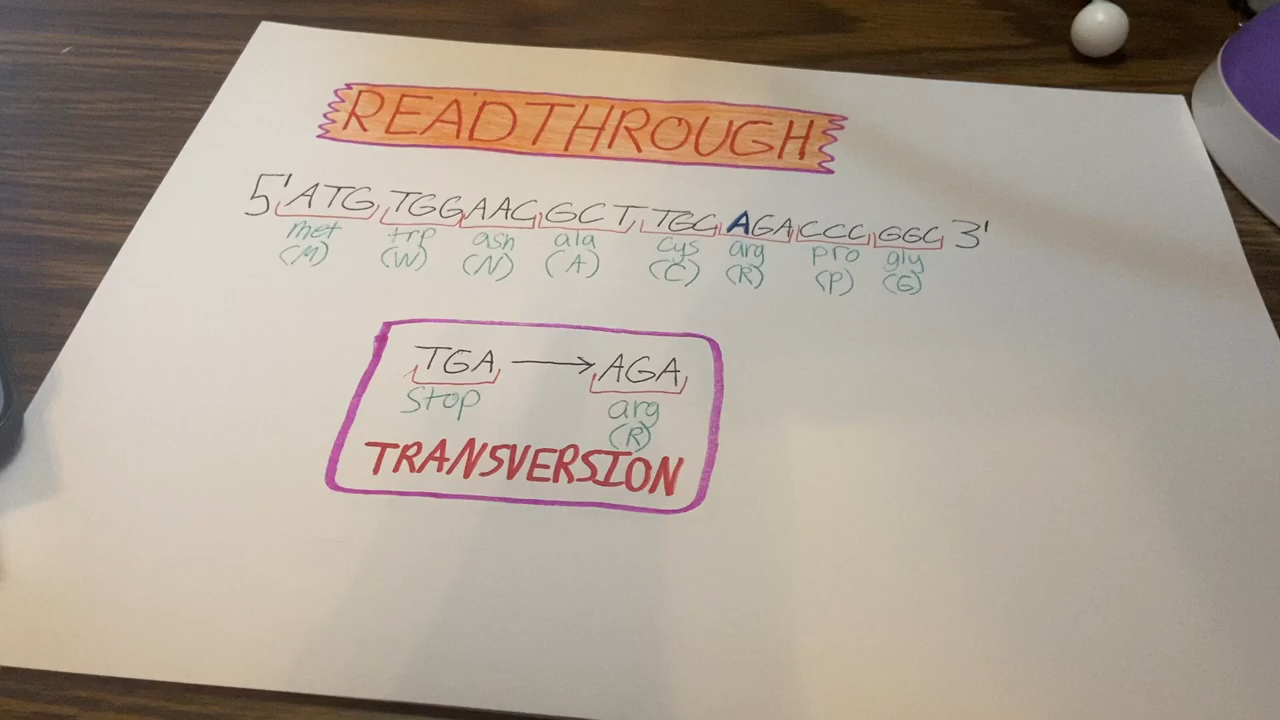 READTHROUGH
5' ATG TGG AAC GCT TGC AGA CCC GGC 3'
met trp asn ala cys arg pro gly
(M) (W) (N) (A) (C) (R) (P) (G)
TGA → AGA
Stop arg
(R)
TRANSVERSION